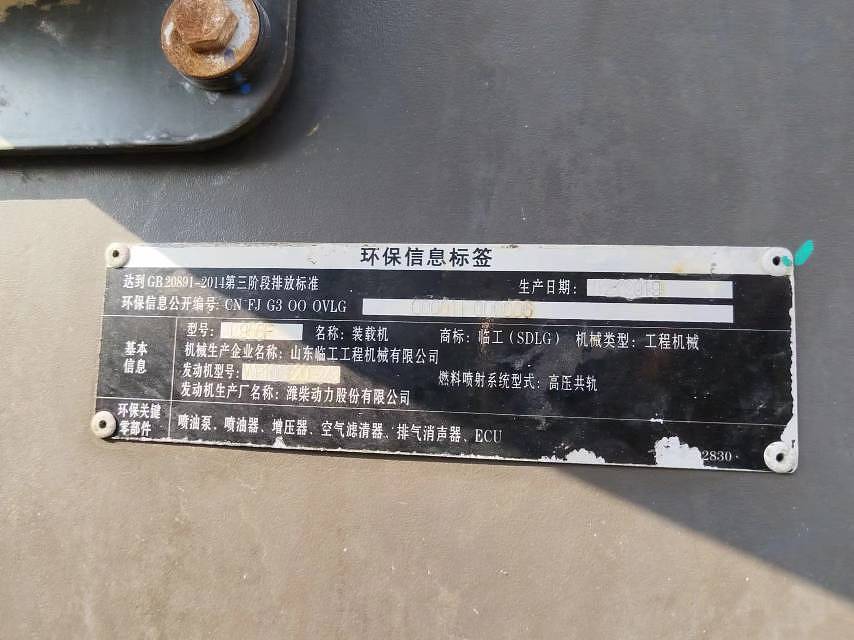 环保信息标签
达到GB20891-2014第三阶段排放标准 生产日期:
环保信息公开编号: CN FJ G3 00 0VLG
基本信息
型号: 名称: 装载机 商标: 临工(SDLG) 机械类型: 工程机械
机械生产企业名称: 山东临工工程机械有限公司
发动机型号: 燃料喷射系统型式: 高压共轨
发动机生产厂名称: 潍柴动力股份有限公司
环保关键零部件
喷油泵、喷油器、增压器、空气滤清器、排气消声器、ECU
2830